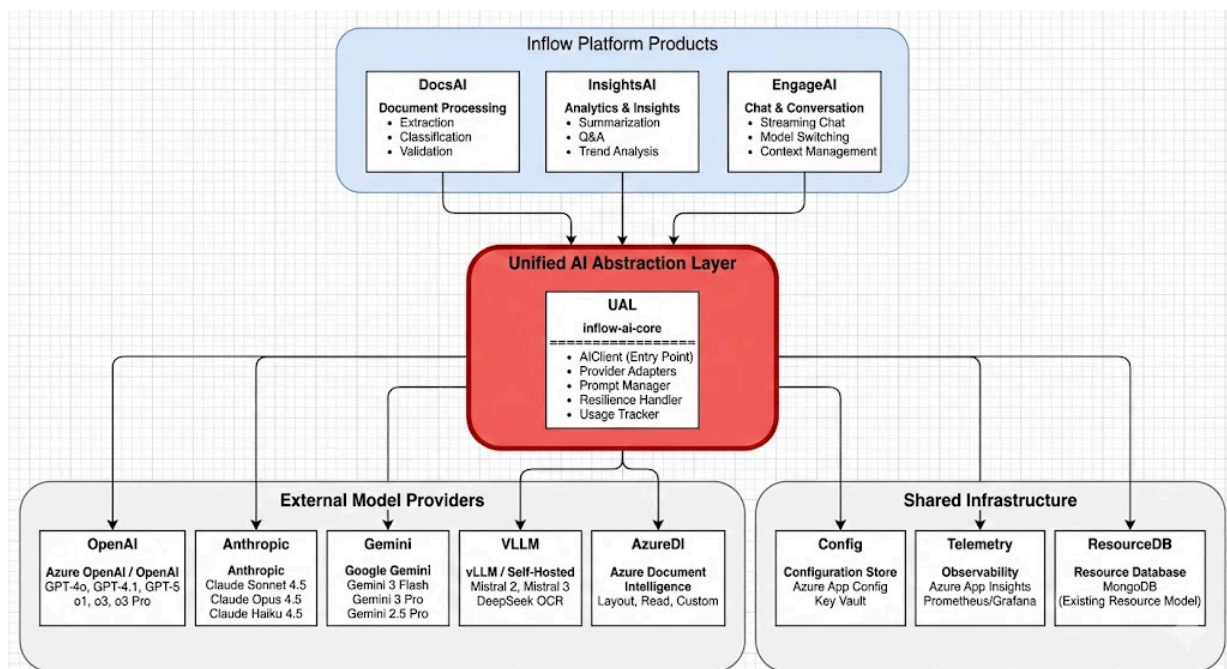 Inflow Platform Products
DocsAI
Document Processing
Extraction
Classification
Validation
InsightsAI
Analytics & Insights
Summarization
Q&A
Trend Analysis
EngageAI
Chat & Conversation
Streaming Chat
Model Switching
Context Management
Unified AI Abstraction Layer
UAL
inflow-ai-core
=================
AIClient (Entry Point)
Provider Adapters
Prompt Manager
Resilience Handler
Usage Tracker
External Model Providers
OpenAI
Azure OpenAI / OpenAI
GPT-4o, GPT-4.1, GPT-5
o1, o3, o3 Pro
Anthropic
Anthropic
Claude Sonnet 4.5
Claude Opus 4.5
Claude Haiku 4.5
Gemini
Google Gemini
Gemini 3 Flash
Gemini 3 Pro
Gemini 2.5 Pro
VLLM
vLLM / Self-Hosted
Mistral 2, Mistral 3
DeepSeek OCR
AzureDI
Azure Document
Intelligence
Layout, Read, Custom
Shared Infrastructure
Config
Configuration Store
Azure App Config
Key Vault
Telemetry
Observability
Azure App Insights
Prometheus/Grafana
ResourceDB
Resource Database
MongoDB
(Existing Resource Model)